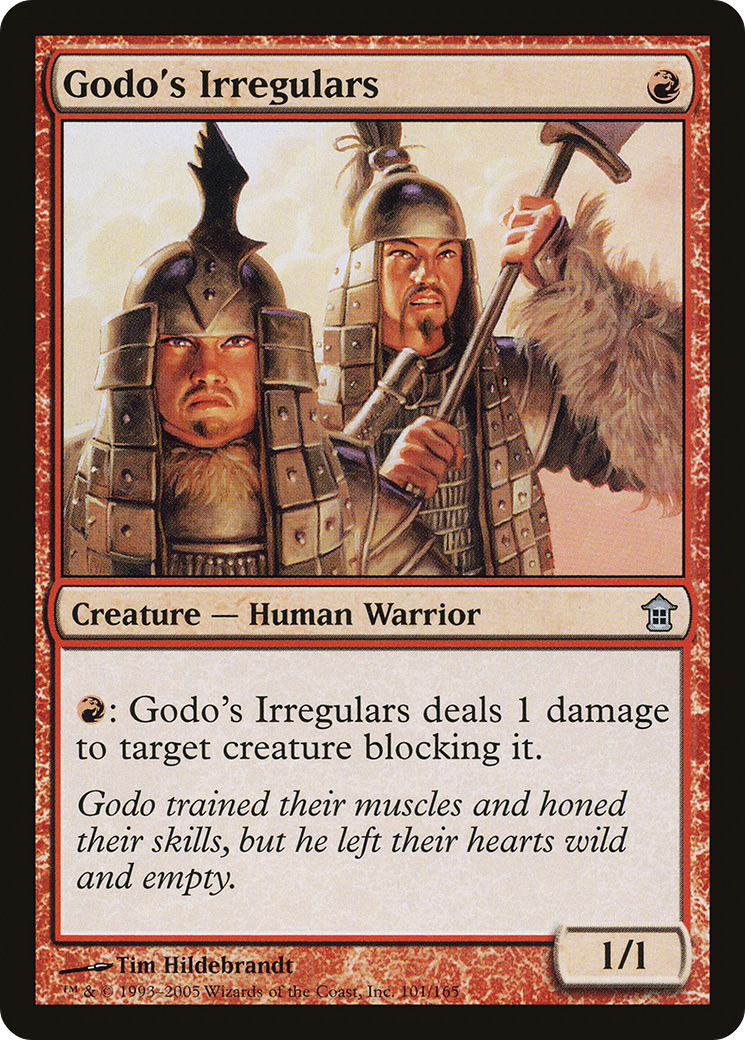 Godo's Irregulars
Creature — Human Warrior
: Godo's Irregulars deals 1 damage
to target creature blocking it.
Godo trained their muscles and honed
their skills, but he left their hearts wild
and empty.
1/1
Tim Hildebrandt
™ & © 1993–2005 Wizards of the Coast, Inc. 101/165